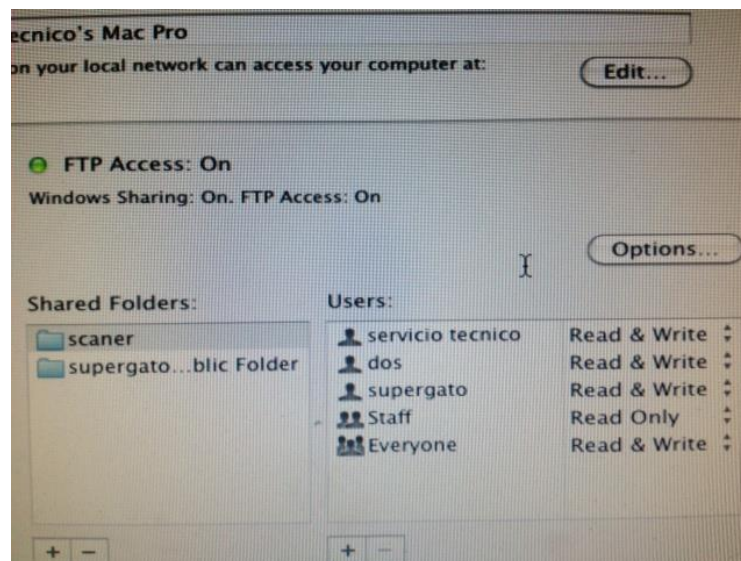 ecnico's Mac Pro
on your local network can access your computer at:
Edit...
FTP Access: On
Windows Sharing: On. FTP Access: On
Options...
Shared Folders: Users:
scaner servicio tecnico Read & Write
supergato...blic Folder dos Read & Write
supergato Read & Write
Staff Read Only
Everyone Read & Write
+ − + −